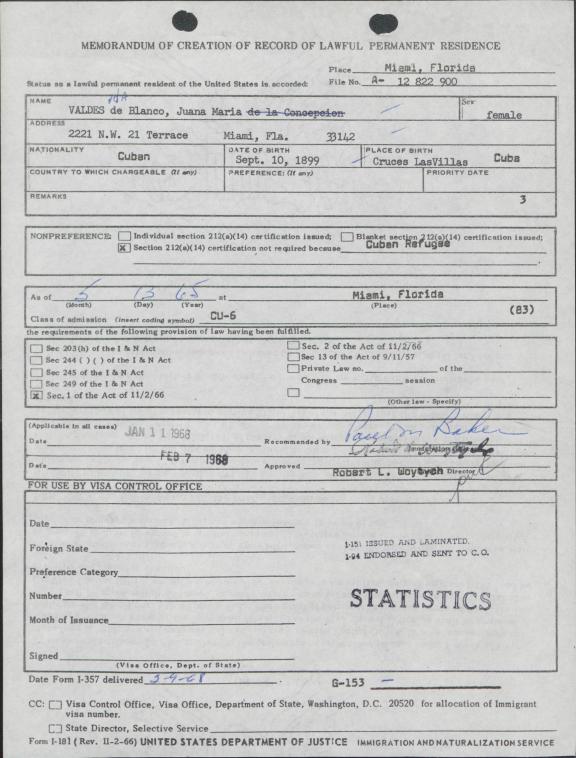 MEMORANDUM OF CREATION OF RECORD OF LAWFUL PERMANENT RESIDENCE
Place Miami, Florida
Status as a lawful permanent resident of the United States is accorded: File No. A- 12 822 900
NAME Sex
VALDES de Blanco, Juana Maria de la Concepcion female
ADDRESS
2221 N.W. 21 Terrace Miami, Fla. 33142
NATIONALITY DATE OF BIRTH PLACE OF BIRTH
Cuban Sept. 10, 1899 Cruces LasVillas Cuba
COUNTRY TO WHICH CHARGEABLE (If any) PREFERENCE: (If any) PRIORITY DATE
REMARKS 3
NONPREFERENCE: Individual section 212(a)(14) certification issued; Blanket section 212(a)(14) certification issued;
X Section 212(a)(14) certification not required because Cuban Refugee
As of 5 13 65 at Miami, Florida
(Month) (Day) (Year) (Place)
Class of admission (insert coding symbol) CU-6 (83)
the requirements of the following provision of law having been fulfilled.
Sec 203(h) of the I & N Act Sec. 2 of the Act of 11/2/66
Sec 244 ( ) ( ) of the I & N Act Sec 13 of the Act of 9/11/57
Sec 245 of the I & N Act Private Law no. of the
Sec 249 of the I & N Act Congress session
X Sec. 1 of the Act of 11/2/66
(Other law - Specify)
(Applicable in all cases)
Date JAN 11 1968 Recommended by Paul M Baker
Date FEB 7 1968 Approved Robert L. Woytych Director
FOR USE BY VISA CONTROL OFFICE
Date
Foreign State
Preference Category
Number
Month of Issuance
Signed
(Visa Office, Dept. of State)
I-151 ISSUED AND LAMINATED.
I-94 ENDORSED AND SENT TO C.O.
STATISTICS
Date Form I-357 delivered 2-9-68 G-153 —
CC: Visa Control Office, Visa Office, Department of State, Washington, D.C. 20520 for allocation of Immigrant
visa number.
State Director, Selective Service
Form I-181 (Rev. II-2-66) UNITED STATES DEPARTMENT OF JUSTICE IMMIGRATION AND NATURALIZATION SERVICE